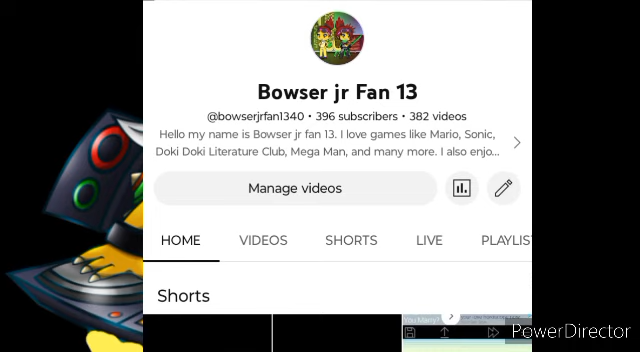 Bowser jr Fan 13
@bowserjrfan1340 • 396 subscribers • 382 videos
Hello my name is Bowser jr fan 13. I love games like Mario, Sonic,
Doki Doki Literature Club, Mega Man, and many more. I also enjo...
Manage videos
HOME VIDEOS SHORTS LIVE PLAYLIS
Shorts
PowerDirector